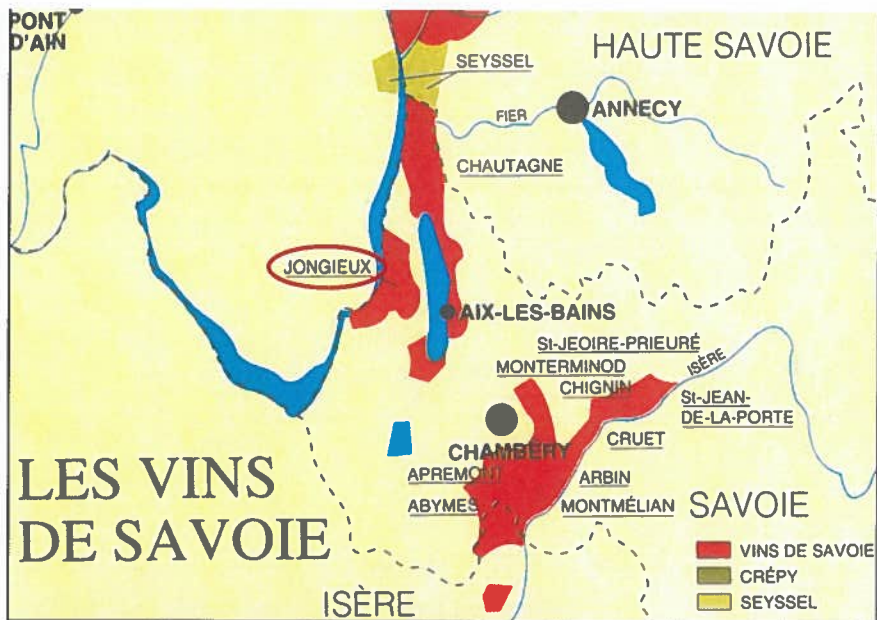 PONT
D'AIN
SEYSSEL
HAUTE SAVOIE
FIER
ANNECY
CHAUTAGNE
JONGIEUX
AIX-LES-BAINS
St-JEOIRE-PRIEURÉ
MONTERMINOD
CHIGNIN
ISÈRE
St-JEAN-
DE-LA-PORTE
CHAMBÉRY
CRUET
APREMONT
ARBIN
ABYMES
MONTMÉLIAN
LES VINS
DE SAVOIE
SAVOIE
VINS DE SAVOIE
CRÉPY
SEYSSEL
ISÈRE